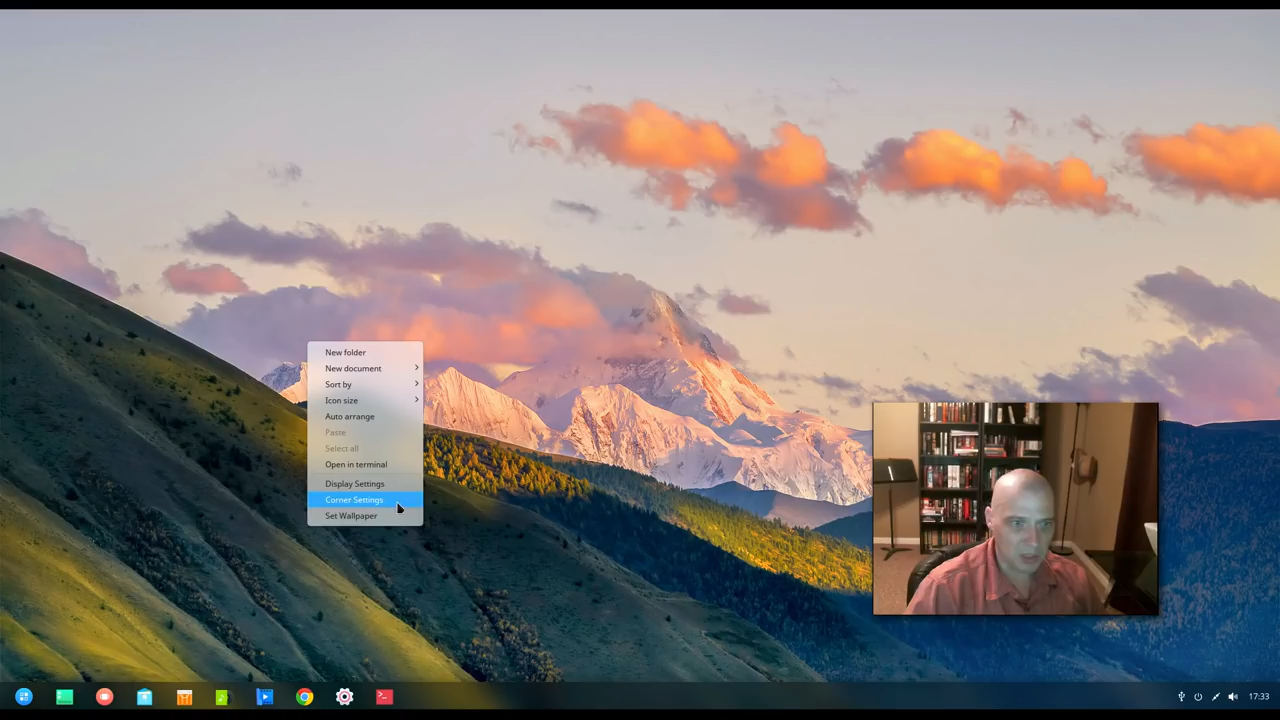 New folder
New document
Sort by
Icon size
Auto arrange
Paste
Select all
Open in terminal
Display Settings
Corner Settings
Set Wallpaper
17:33